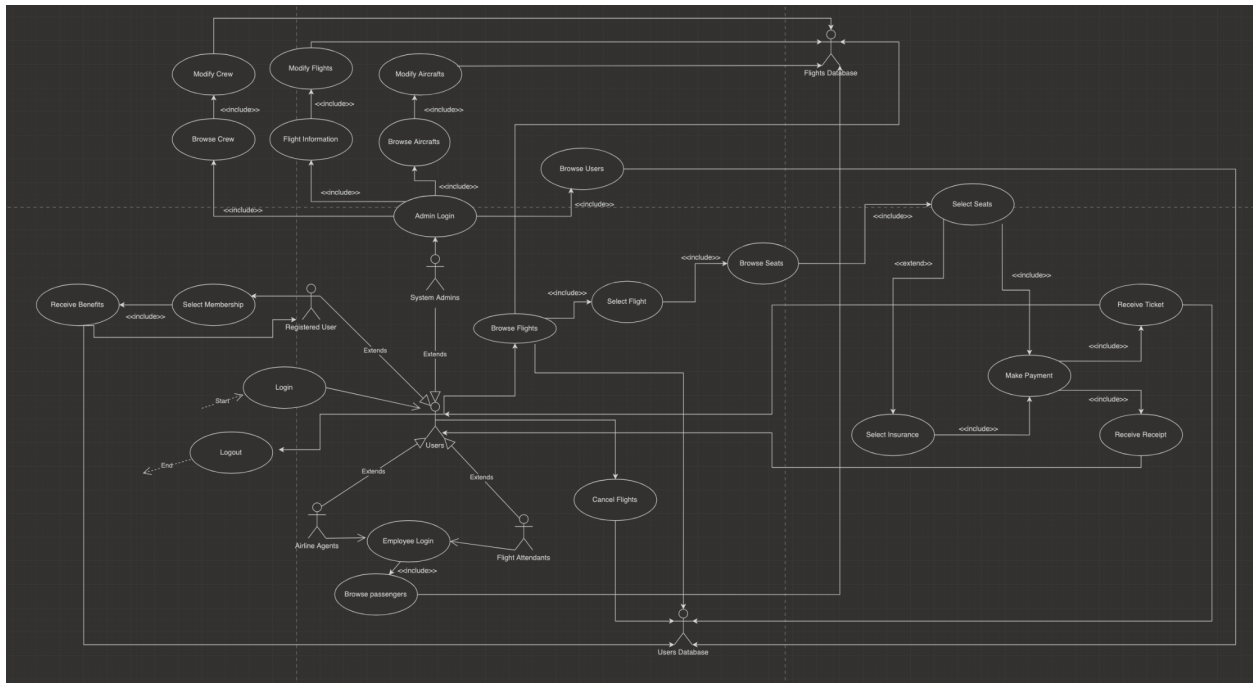 Flights Database
Modify Crew
Modify Flights
Modify Aircrafts
<<include>>
<<include>>
<<include>>
Browse Crew
Flight Information
Browse Aircrafts
Browse Users
<<include>>
<<include>>
<<include>>
<<include>>
Admin Login
Select Seats
<<include>>
<<extend>>
<<include>>
<<include>>
Browse Seats
System Admins
<<include>>
Select Flight
Receive Benefits
Select Membership
<<include>>
Registered User
Browse Flights
Receive Ticket
Extends
Extends
<<include>>
Make Payment
Login
Start
<<include>>
Select Insurance
<<include>>
Receive Receipt
Users
Logout
End
Extends
Extends
Cancel Flights
Airline Agents
Employee Login
Flight Attendants
<<include>>
Browse passengers
Users Database